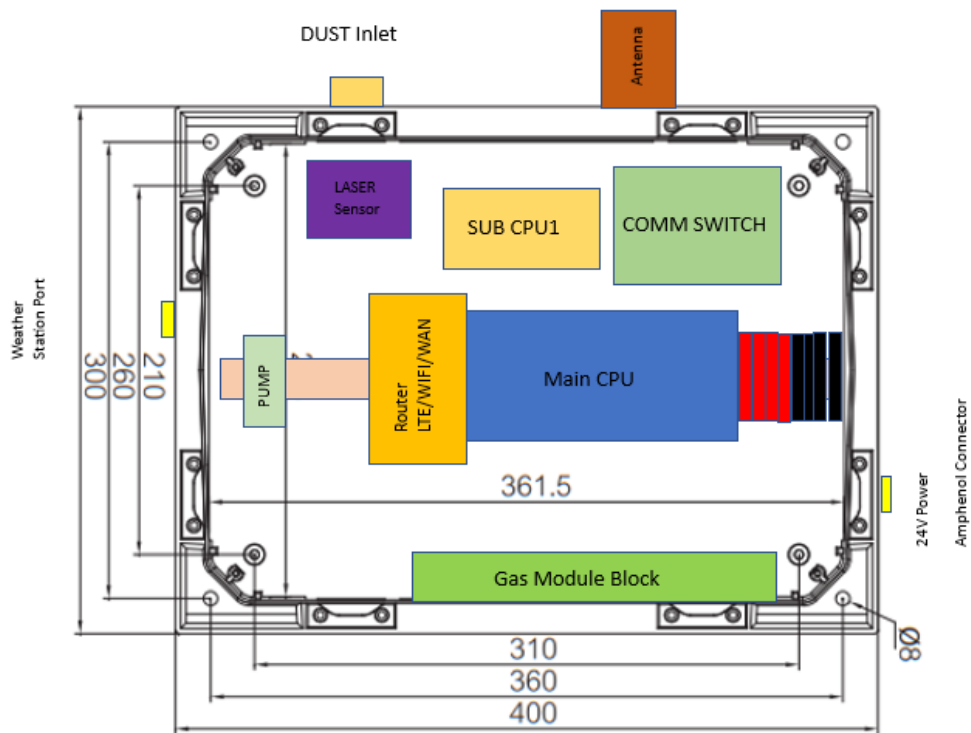 DUST Inlet
Antenna
LASER
Sensor
SUB CPU1
COMM SWITCH
Weather
Station Port
300
260
210
PUMP
Router
LTE/WIFI/WAN
Main CPU
361.5
24V Power
Amphenol Connector
Gas Module Block
310
Ø8
360
400